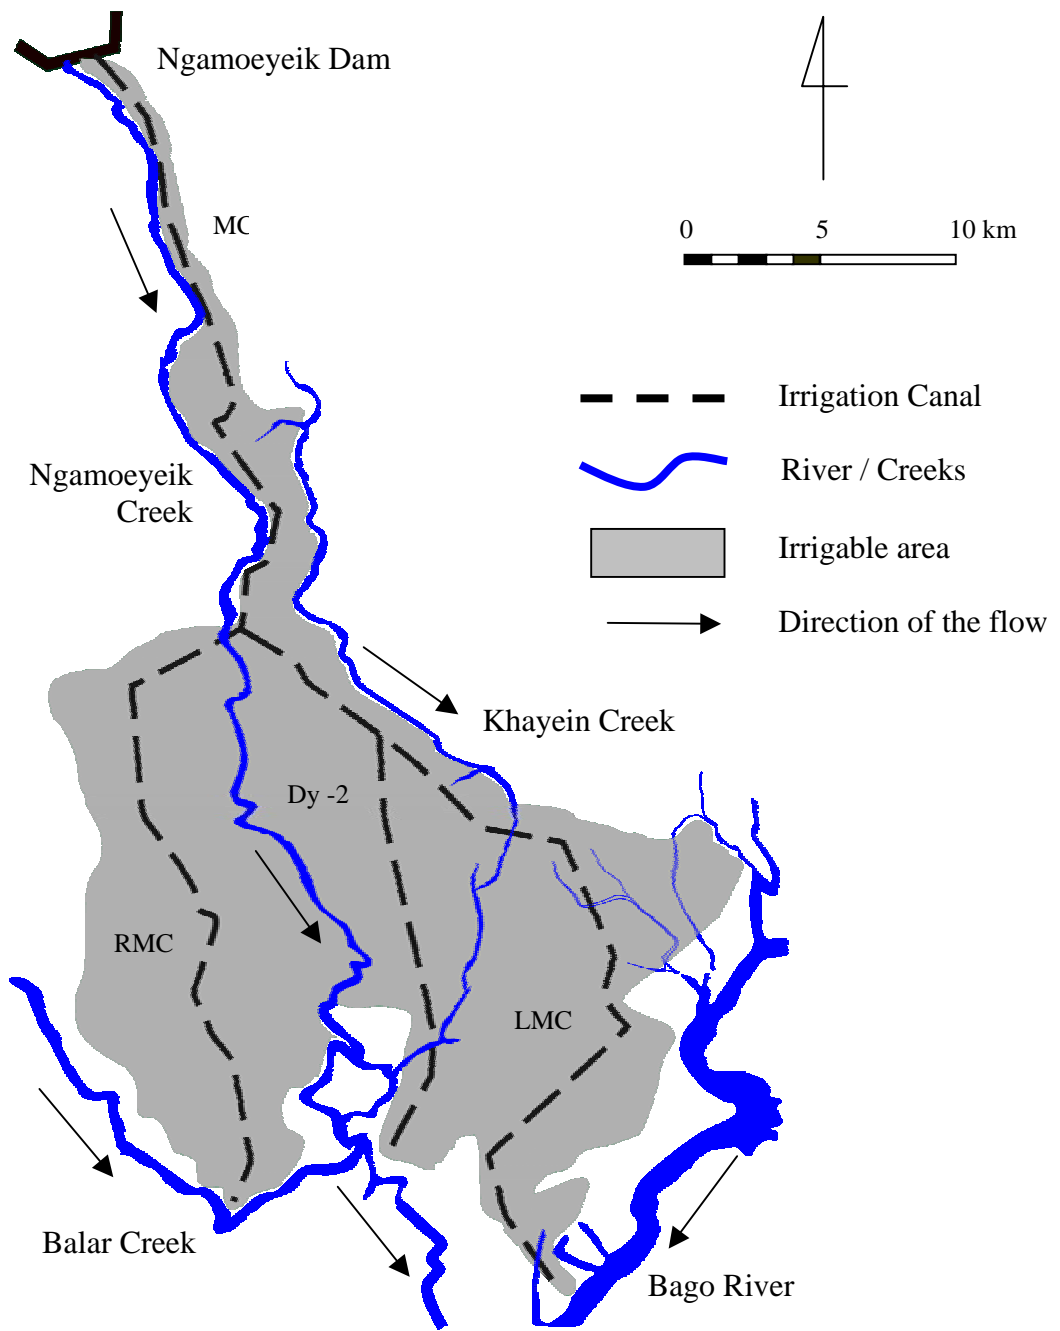 Ngamoeyeik Dam
MC
0 5 10 km
Irrigation Canal
River / Creeks
Irrigable area
Direction of the flow
Ngamoeyeik
Creek
Khayein Creek
Dy -2
RMC
LMC
Balar Creek
Bago River